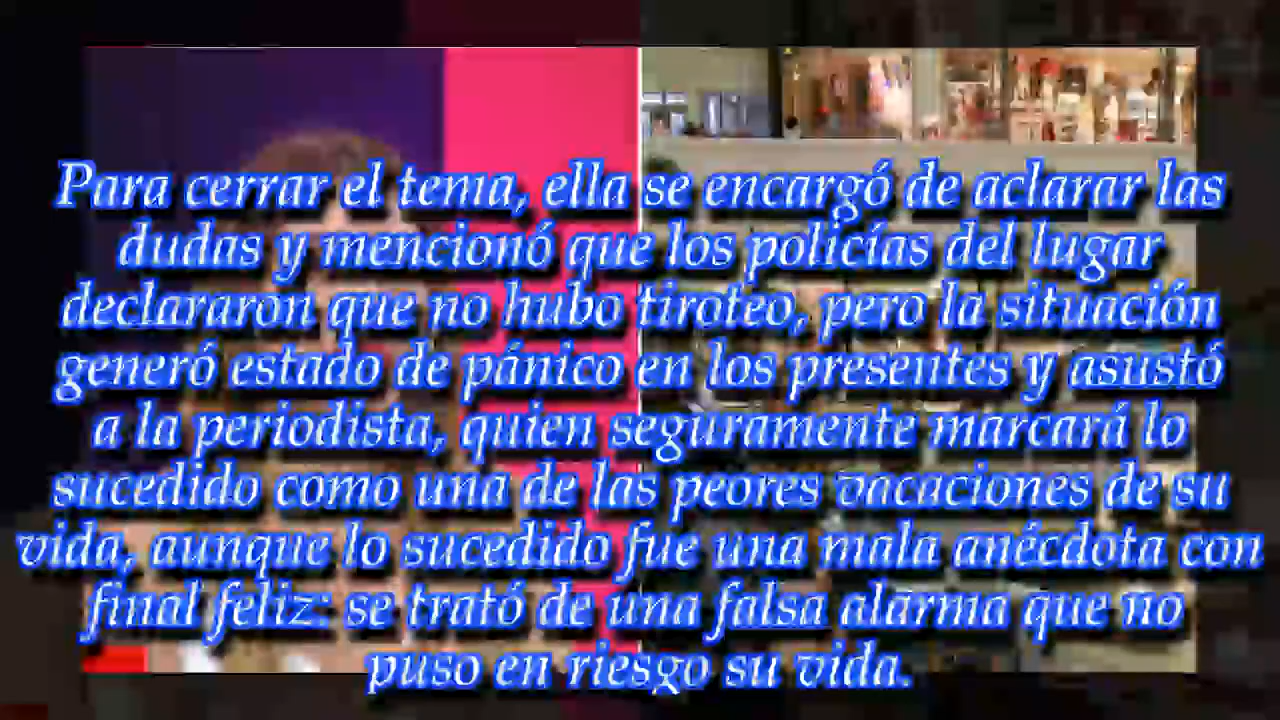 Para cerrar el tema, ella se encargó de aclarar las
dudas y mencionó que los policías del lugar
declararon que no hubo tiroteo, pero la situación
generó estado de pánico en los presentes y asustó
a la periodista, quien seguramente marcará lo
sucedido como una de las peores vacaciones de su
vida, aunque lo sucedido fue una mala anécdota con
final feliz: se trató de una falsa alarma que no
puso en riesgo su vida.